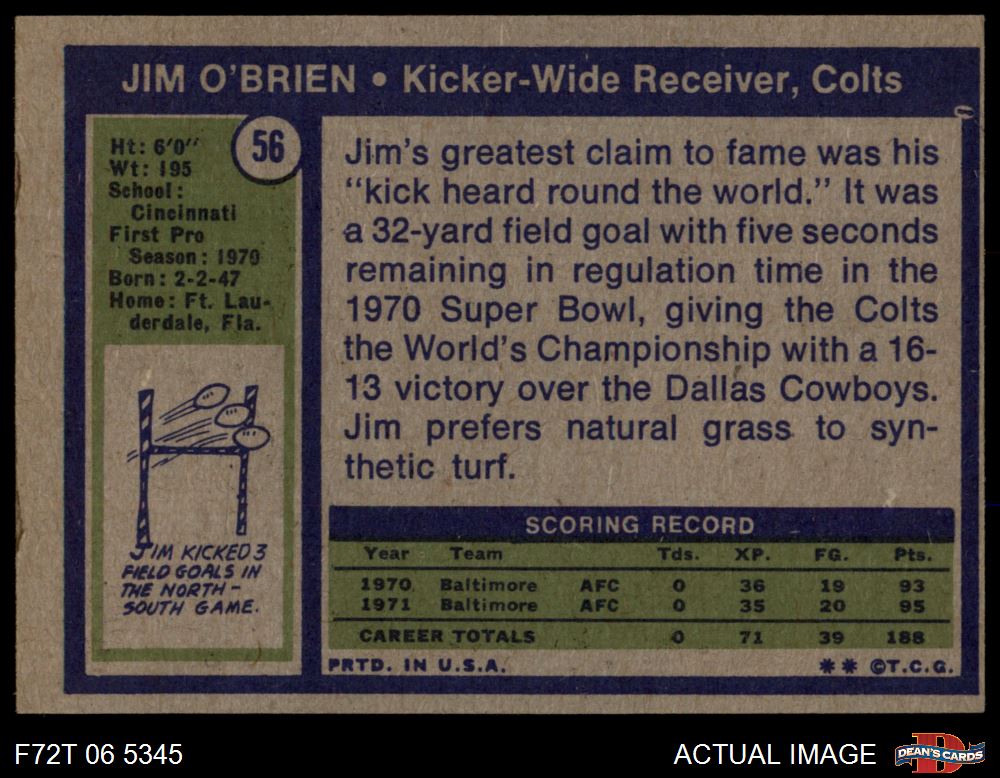 JIM O'BRIEN • Kicker-Wide Receiver, Colts
56
Ht: 6'0"
Wt: 195
School:
Cincinnati
First Pro
Season: 1970
Born: 2-2-47
Home: Ft. Lau-
derdale, Fla.
JIM KICKED 3
FIELD GOALS IN
THE NORTH-
SOUTH GAME.
Jim's greatest claim to fame was his
"kick heard round the world." It was
a 32-yard field goal with five seconds
remaining in regulation time in the
1970 Super Bowl, giving the Colts
the World's Championship with a 16-
13 victory over the Dallas Cowboys.
Jim prefers natural grass to syn-
thetic turf.
SCORING RECORD
Year Team Tds. XP. FG. Pts.
1970 Baltimore AFC 0 36 19 93
1971 Baltimore AFC 0 35 20 95
CAREER TOTALS 0 71 39 188
PRTD. IN U.S.A. ** ©T.C.G.
F72T 06 5345 ACTUAL IMAGE
D
DEAN'S CARDS